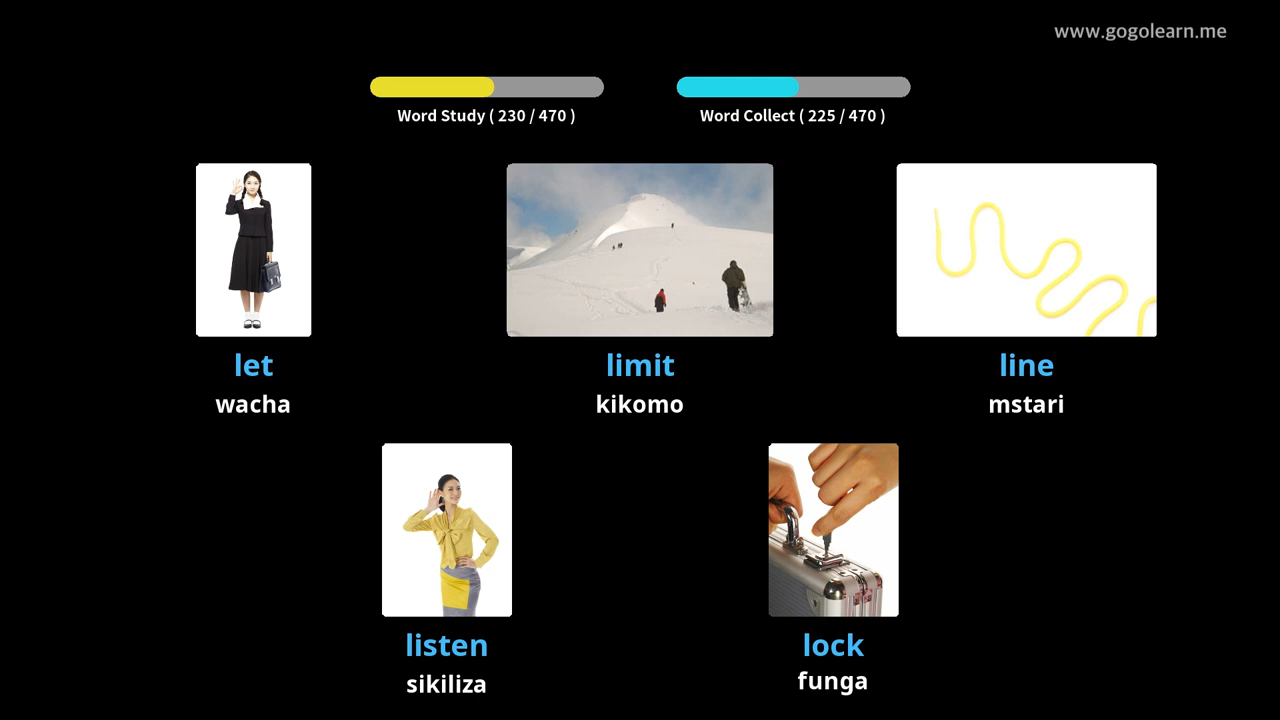 www.gogolearn.me
Word Study ( 230 / 470 )
Word Collect ( 225 / 470 )
let
wacha
limit
kikomo
line
mstari
listen
sikiliza
lock
funga